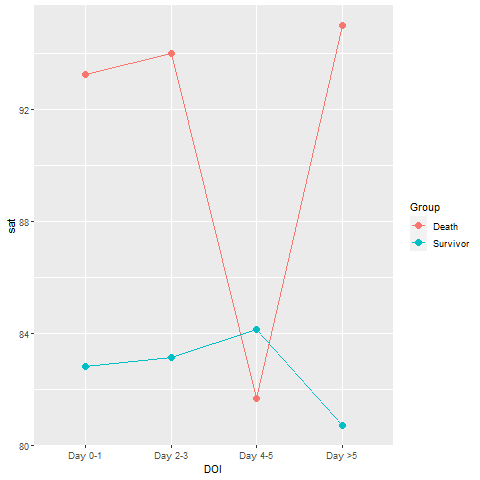 92
88
84
80
sat
Day 0-1
Day 2-3
Day 4-5
Day >5
DOI
Group
Death
Survivor